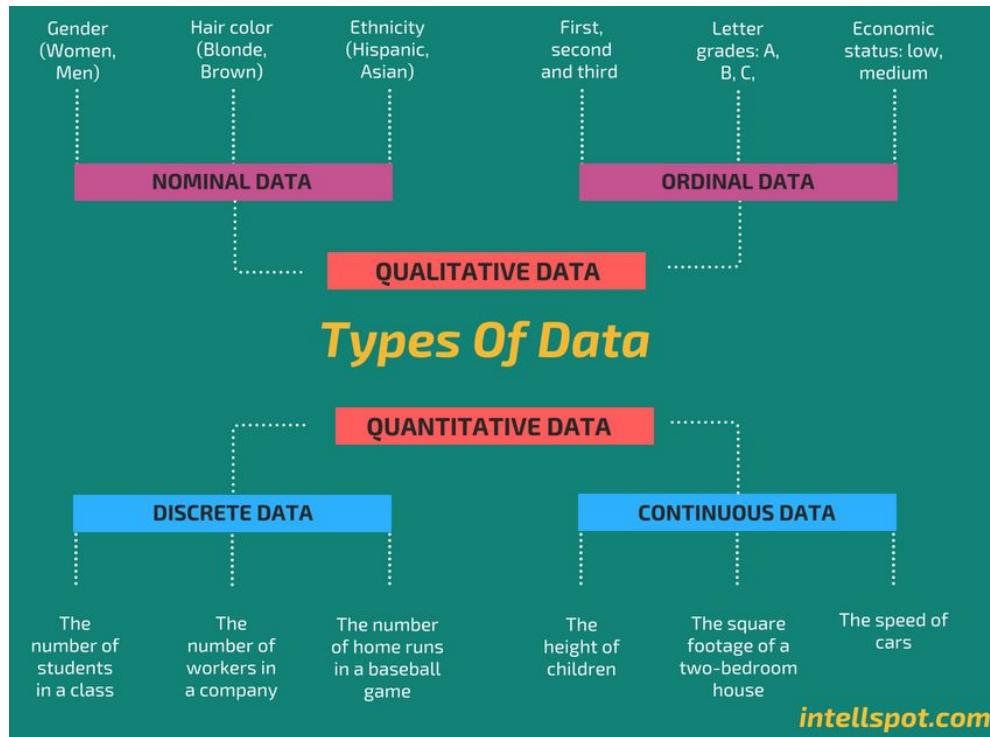 Gender
(Women,
Men)
Hair color
(Blonde,
Brown)
Ethnicity
(Hispanic,
Asian)
First,
second
and third
Letter
grades: A,
B, C,
Economic
status: low,
medium
NOMINAL DATA
ORDINAL DATA
QUALITATIVE DATA
Types Of Data
QUANTITATIVE DATA
DISCRETE DATA
CONTINUOUS DATA
The
number of
students
in a class
The
number of
workers in
a company
The number
of home runs
in a baseball
game
The
height of
children
The square
footage of a
two-bedroom
house
The speed of
cars
intellspot.com